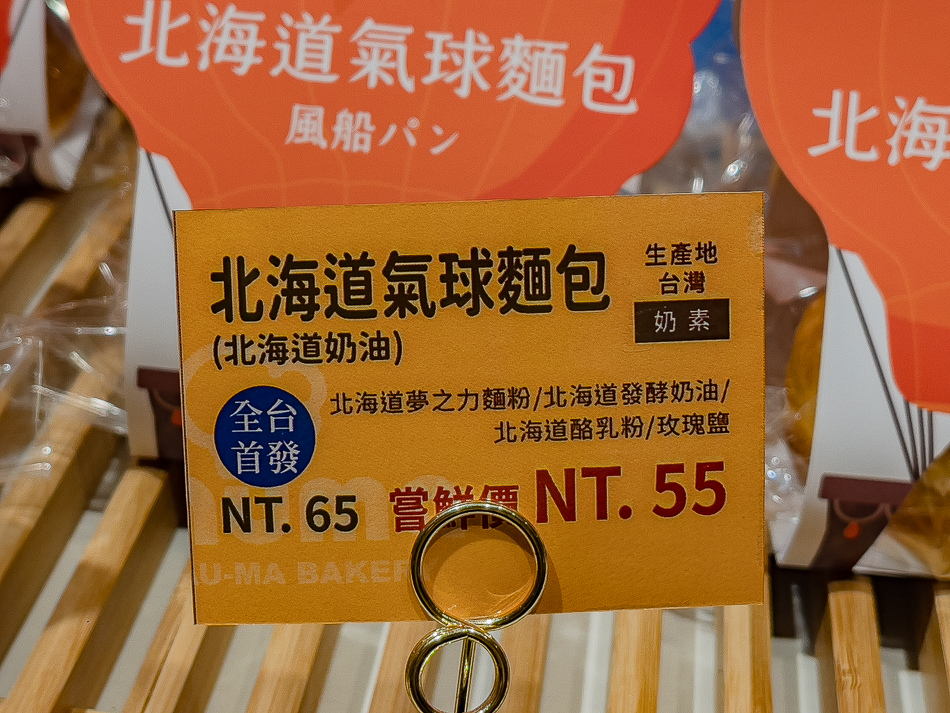 北海道氣球麵包
風船パン
北海
北海道氣球麵包
(北海道奶油)
生產地
台灣
奶素
全台
首發
北海道夢之力麵粉/北海道發酵奶油/
北海道酪乳粉/玫瑰鹽
NT. 65
嘗鮮價 NT. 55
U-MA BAKER